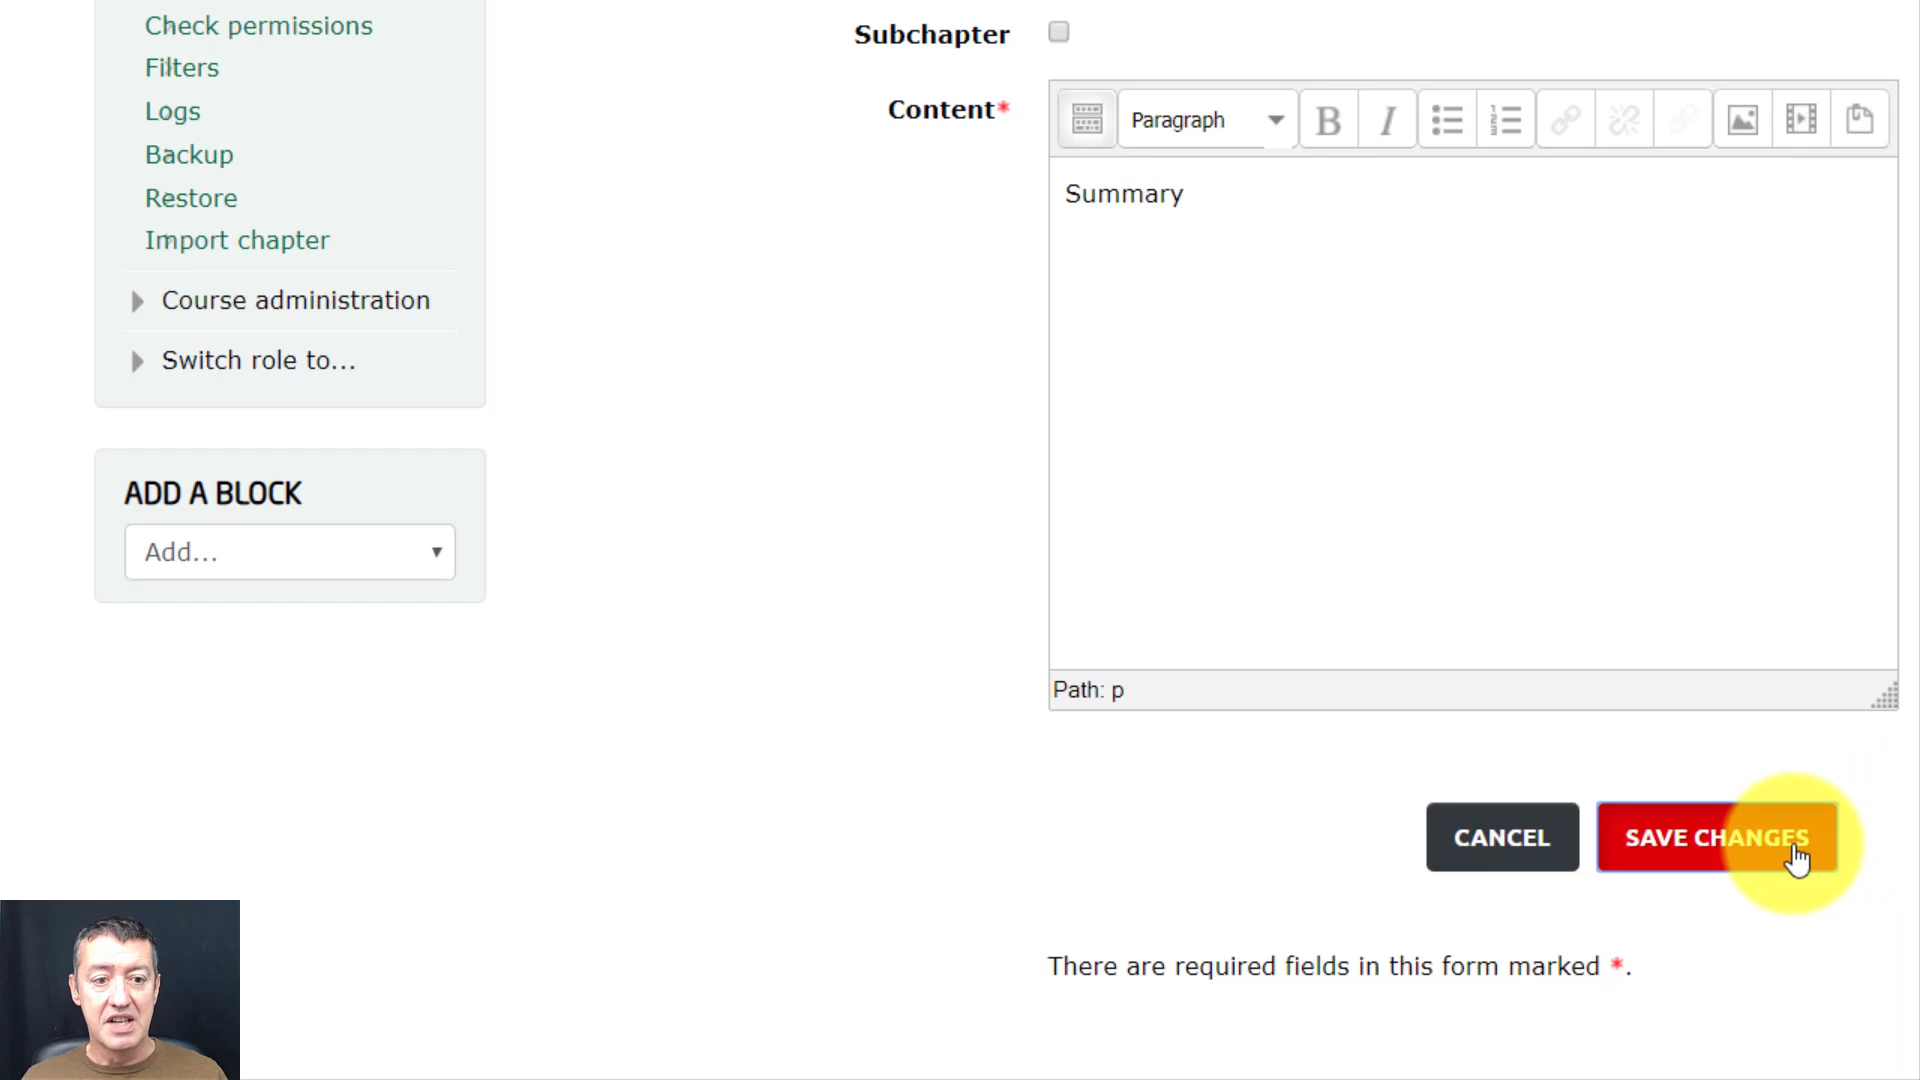 Check permissions
Filters
Logs
Backup
Restore
Import chapter
Course administration
Switch role to...
ADD A BLOCK
Add...
Subchapter
Content*
Paragraph
B I
Summary
Path: p
CANCEL
SAVE CHANGES
There are required fields in this form marked *.